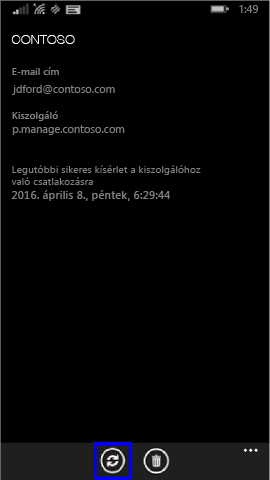 1:49
CONTOSO
E-mail cím
jdford@contoso.com
Kiszolgáló
p.manage.contoso.com
Legutóbbi sikeres kísérlet a kiszolgálóhoz
való csatlakozásra
2016. április 8., péntek, 6:29:44